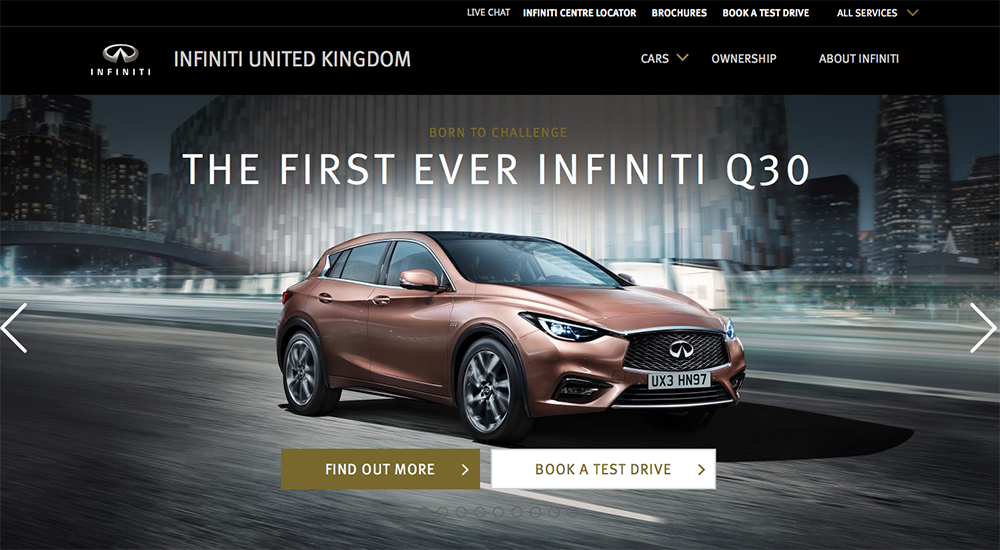 LIVE CHAT INFINITI CENTRE LOCATOR BROCHURES BOOK A TEST DRIVE ALL SERVICES
INFINITI
INFINITI UNITED KINGDOM
CARS OWNERSHIP ABOUT INFINITI
BORN TO CHALLENGE
THE FIRST EVER INFINITI Q30
UX3 HN97
FIND OUT MORE
BOOK A TEST DRIVE